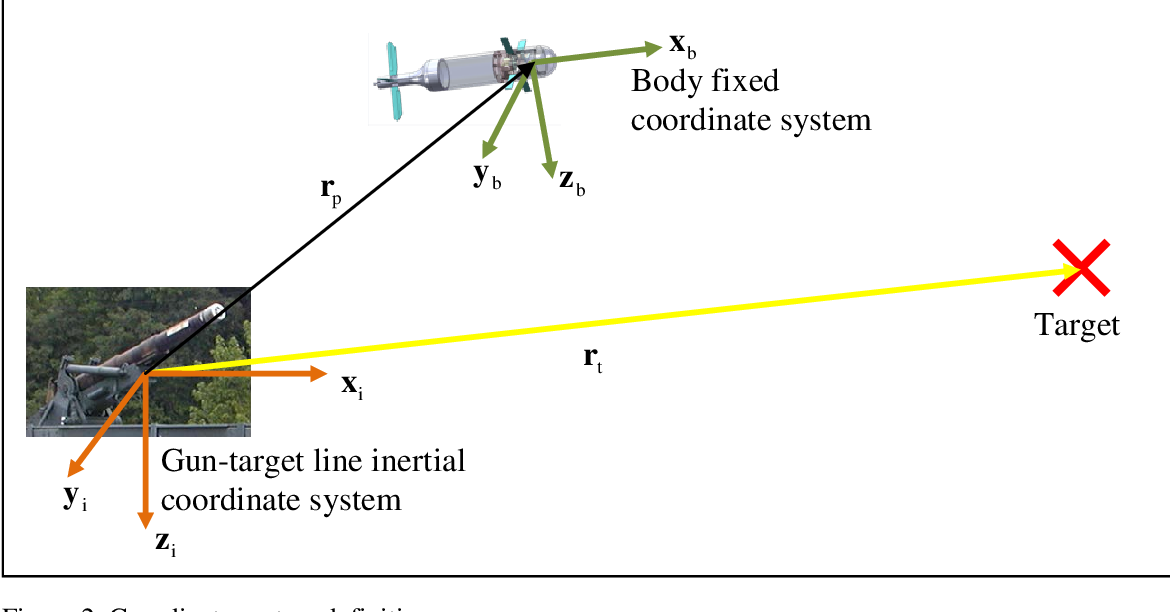 x_b
Body fixed
coordinate system
y_b
z_b
r_p
Target
r_t
x_i
Gun-target line inertial
coordinate system
y_i
z_i